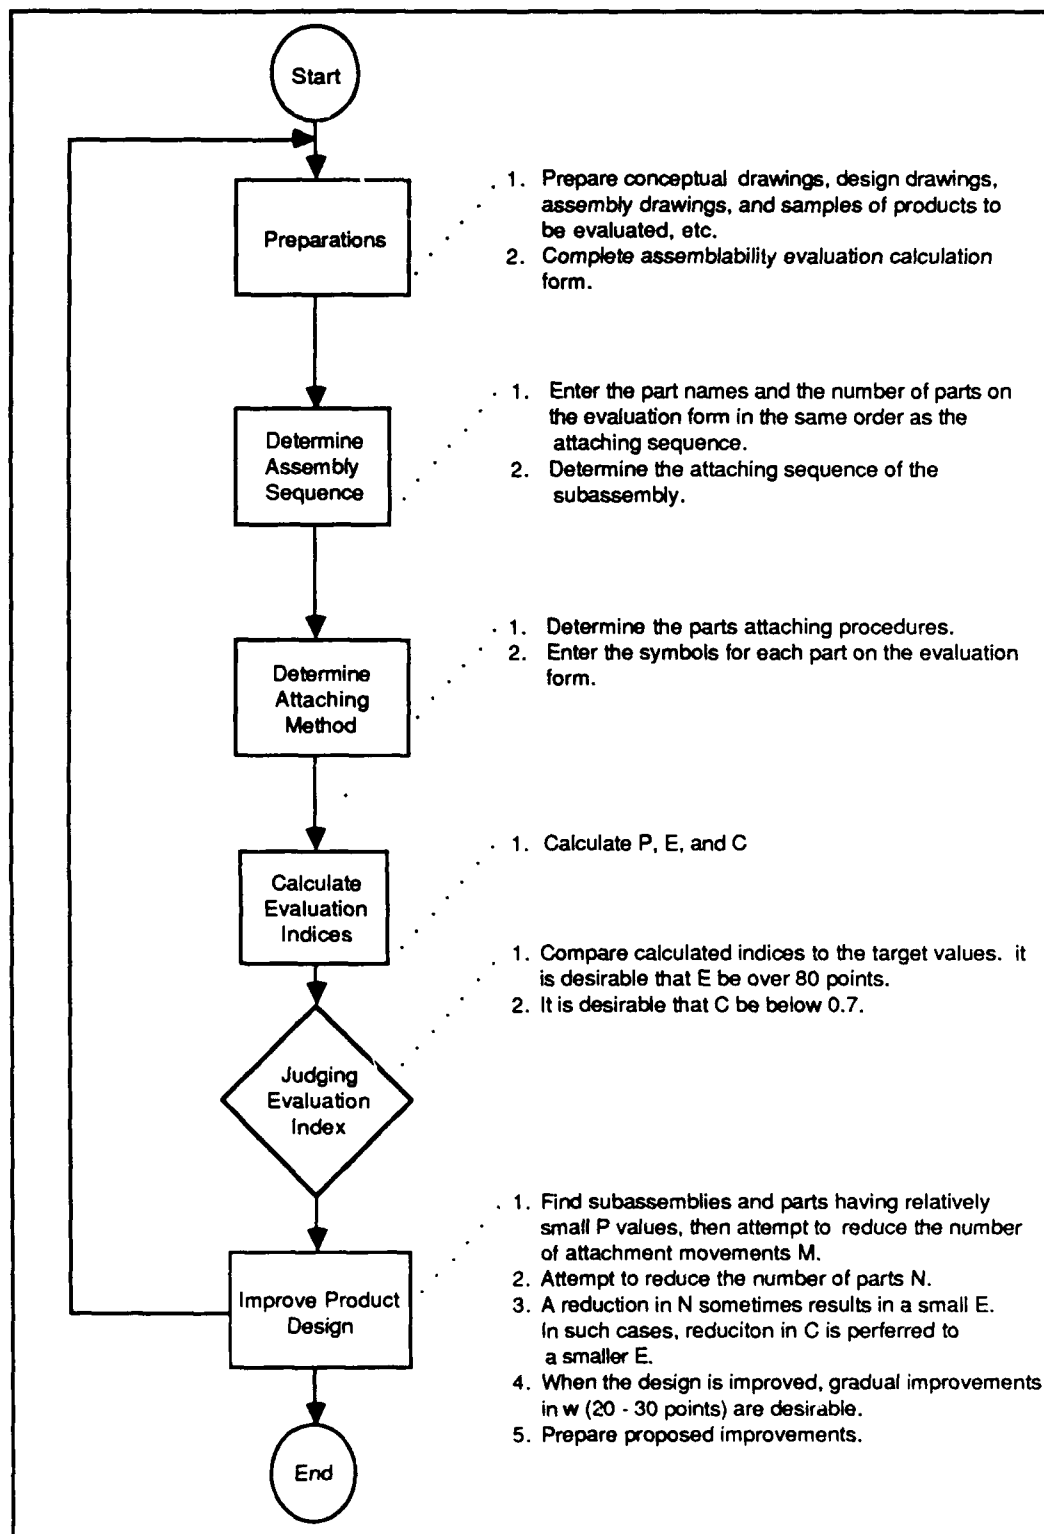 Start
Preparations
1. Prepare conceptual drawings, design drawings,
assembly drawings, and samples of products to
be evaluated, etc.
2. Complete assemblability evaluation calculation
form.
Determine
Assembly
Sequence
1. Enter the part names and the number of parts on
the evaluation form in the same order as the
attaching sequence.
2. Determine the attaching sequence of the
subassembly.
Determine
Attaching
Method
1. Determine the parts attaching procedures.
2. Enter the symbols for each part on the evaluation
form.
Calculate
Evaluation
Indices
1. Calculate P, E, and C
Judging
Evaluation
Index
1. Compare calculated indices to the target values. it
is desirable that E be over 80 points.
2. It is desirable that C be below 0.7.
Improve Product
Design
1. Find subassemblies and parts having relatively
small P values, then attempt to reduce the number
of attachment movements M.
2. Attempt to reduce the number of parts N.
3. A reduction in N sometimes results in a small E.
In such cases, reduciton in C is perferred to
a smaller E.
4. When the design is improved, gradual improvements
in w (20 - 30 points) are desirable.
5. Prepare proposed improvements.
End